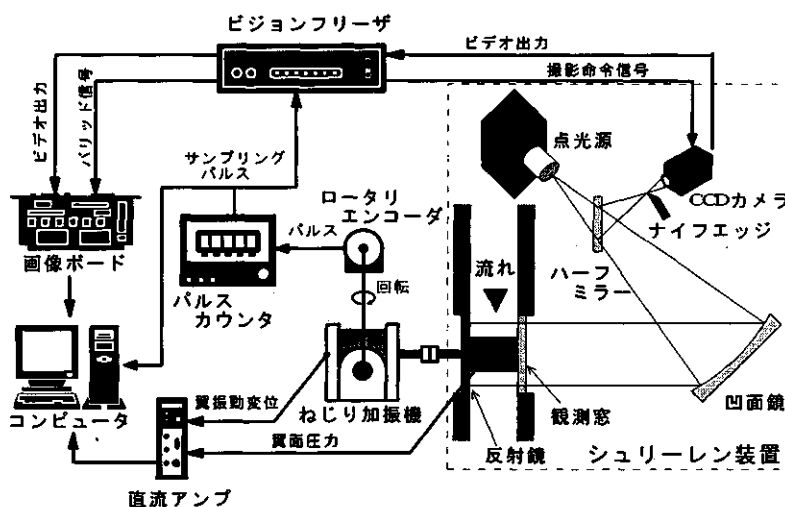 ビジョンフリーザ
ビデオ出力
撮影命令信号
ビデオ出力
バリッド信号
点光源
サンプリング
パルス
ロータリ
エンコーダ
CCDカメラ
ナイフエッジ
パルス
画像ボード
流れ
ハーフ
ミラー
回転
パルス
カウンタ
コンピュータ
翼振動変位
ねじり加振機
観測窓
凹面鏡
翼面圧力
反射鏡
シュリーレン装置
直流アンプ